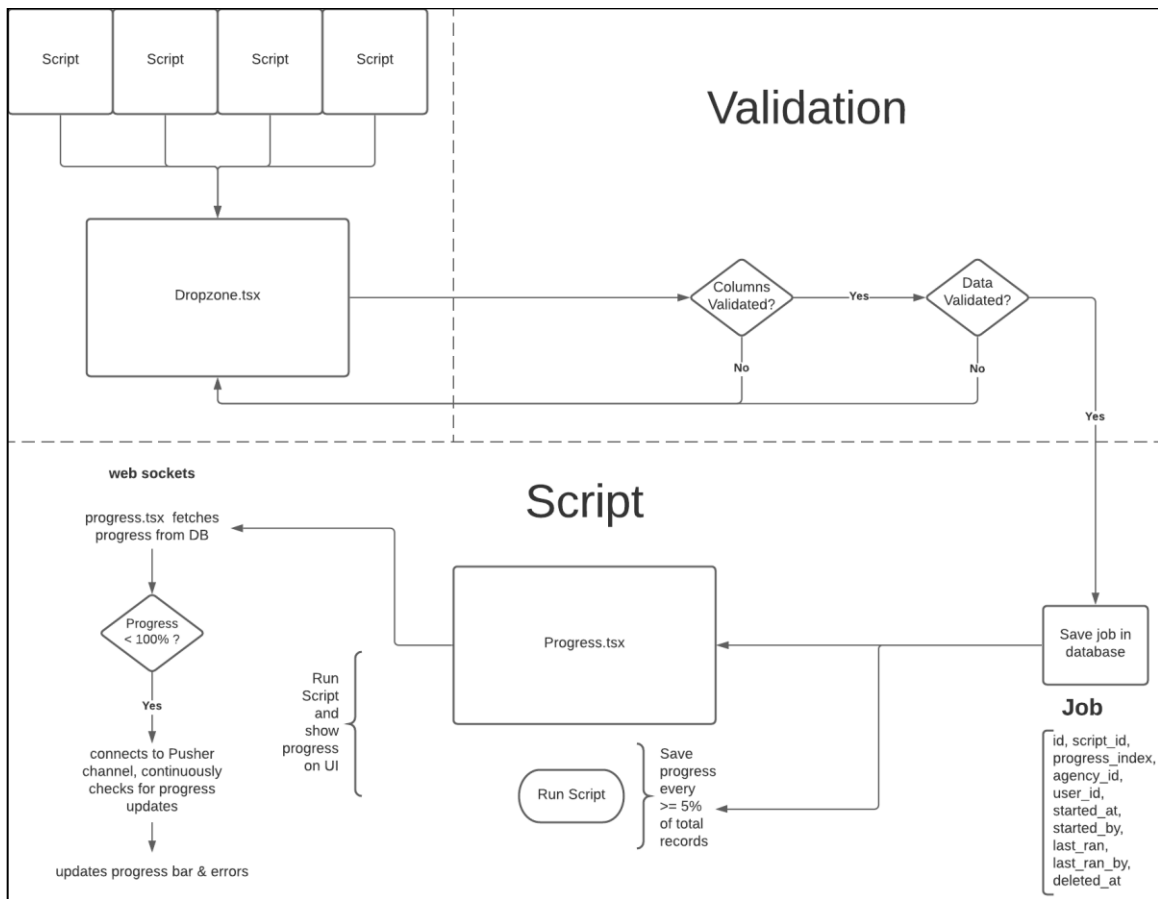 Script
Script
Script
Script
Validation
Dropzone.tsx
Columns
Validated?
Yes
Data
Validated?
No
No
Yes
web sockets
Script
progress.tsx fetches
progress from DB
Progress
< 100% ?
Yes
connects to Pusher
channel, continuously
checks for progress
updates
updates progress bar & errors
Run
Script
and
show
progress
on UI
Progress.tsx
Run Script
Save
progress
every
>= 5%
of total
records
Save job in
database
Job
id, script_id,
progress_index,
agency_id,
user_id,
started_at,
started_by,
last_ran,
last_ran_by,
deleted_at